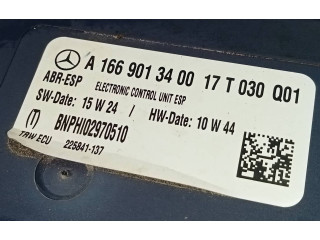 A 166 901 34 00 17 T 030 Q01
ABR-ESP ELECTRONIC CONTROL UNIT ESP
SW-Date: 15 W 24 / HW-Date: 10 W 44
BNPHI02970510
TRW ECU 225841-137